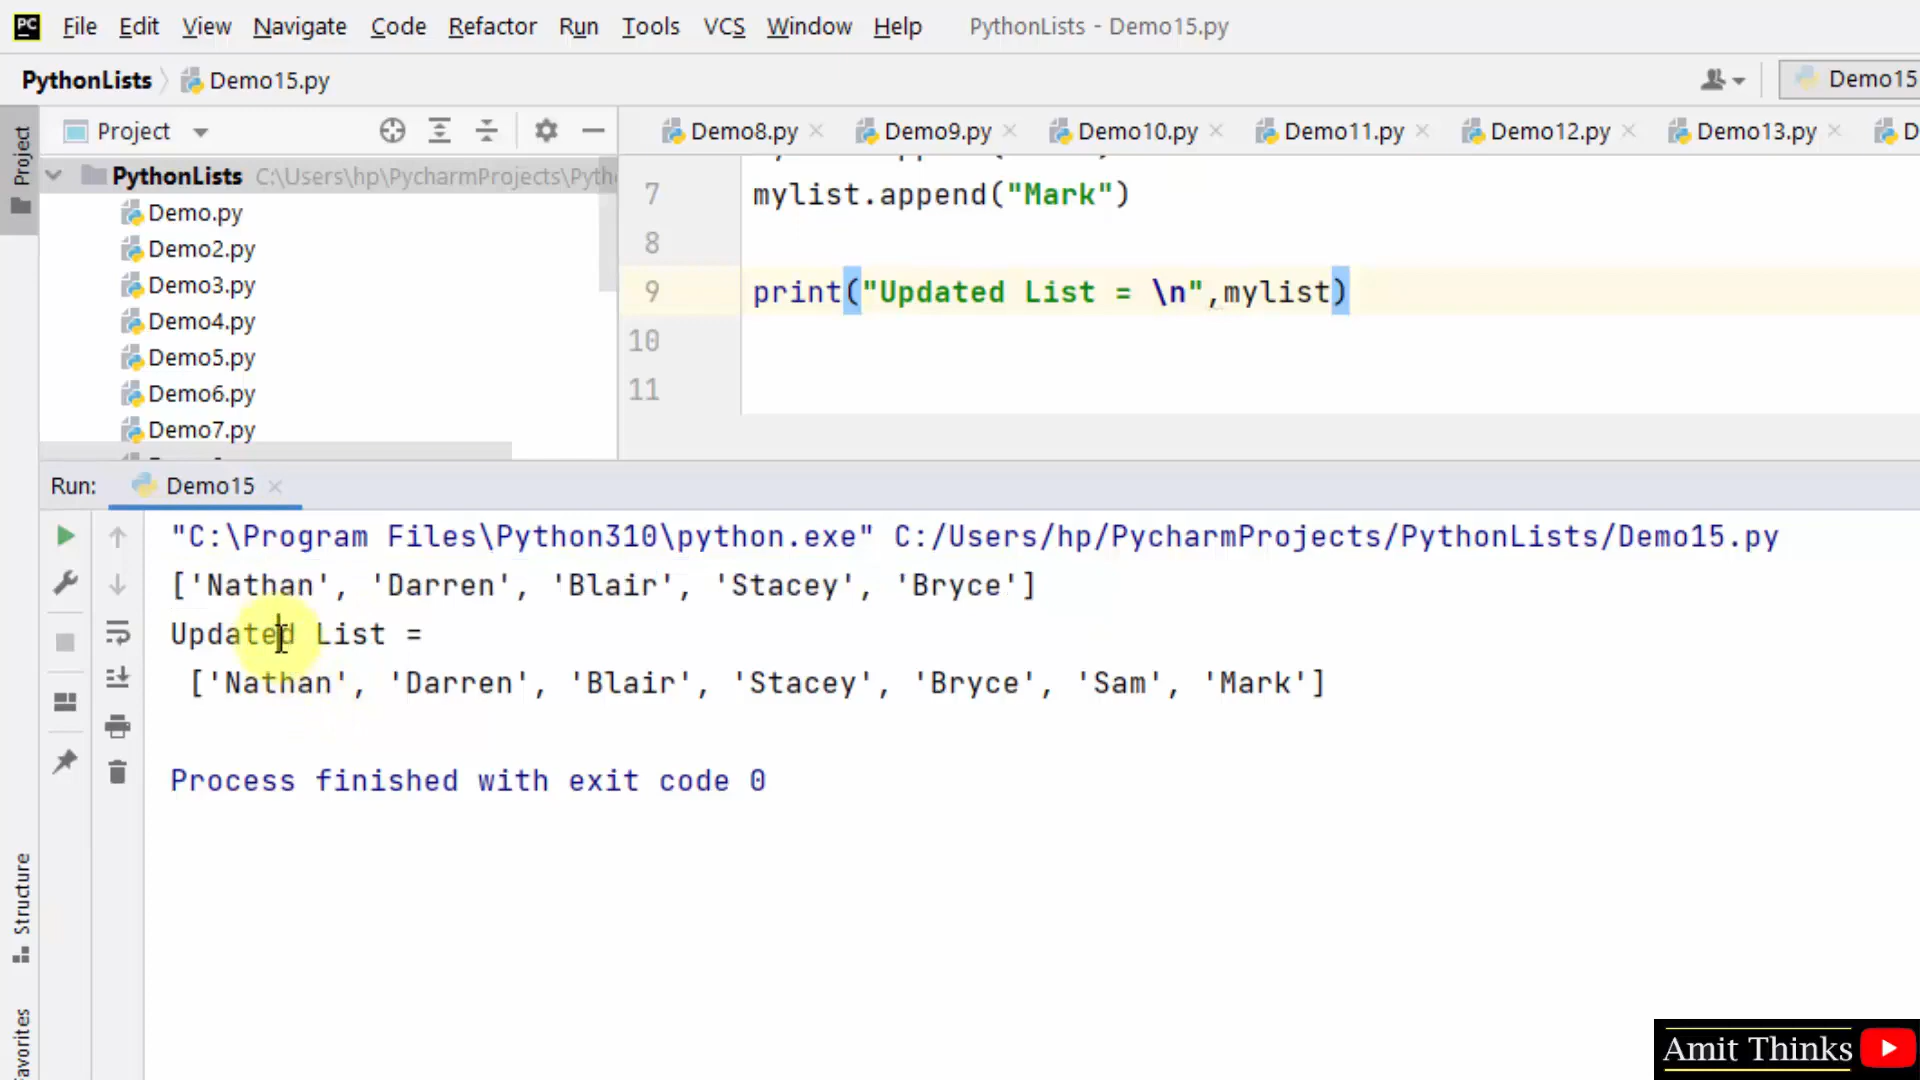 PC File Edit View Navigate Code Refactor Run Tools VCS Window Help PythonLists - Demo15.py
PythonLists Demo15.py Demo15
Project
Project
Demo8.py Demo9.py Demo10.py Demo11.py Demo12.py Demo13.py D
PythonLists C:\Users\hp\PycharmProjects\Pyth
Demo.py
Demo2.py
Demo3.py
Demo4.py
Demo5.py
Demo6.py
Demo7.py
7 mylist.append("Mark")
8
9 print("Updated List = \n",mylist)
10
11
Run: Demo15
"C:\Program Files\Python310\python.exe" C:/Users/hp/PycharmProjects/PythonLists/Demo15.py
['Nathan', 'Darren', 'Blair', 'Stacey', 'Bryce']
Updated List =
['Nathan', 'Darren', 'Blair', 'Stacey', 'Bryce', 'Sam', 'Mark']
Process finished with exit code 0
Structure
avorites
Amit Thinks